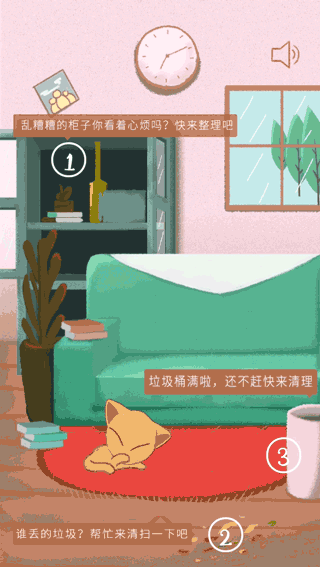 乱糟糟的柜子你看着心烦吗？快来整理吧
1
垃圾桶满啦，还不赶快来清理
3
谁丢的垃圾？帮忙来清扫一下吧
2